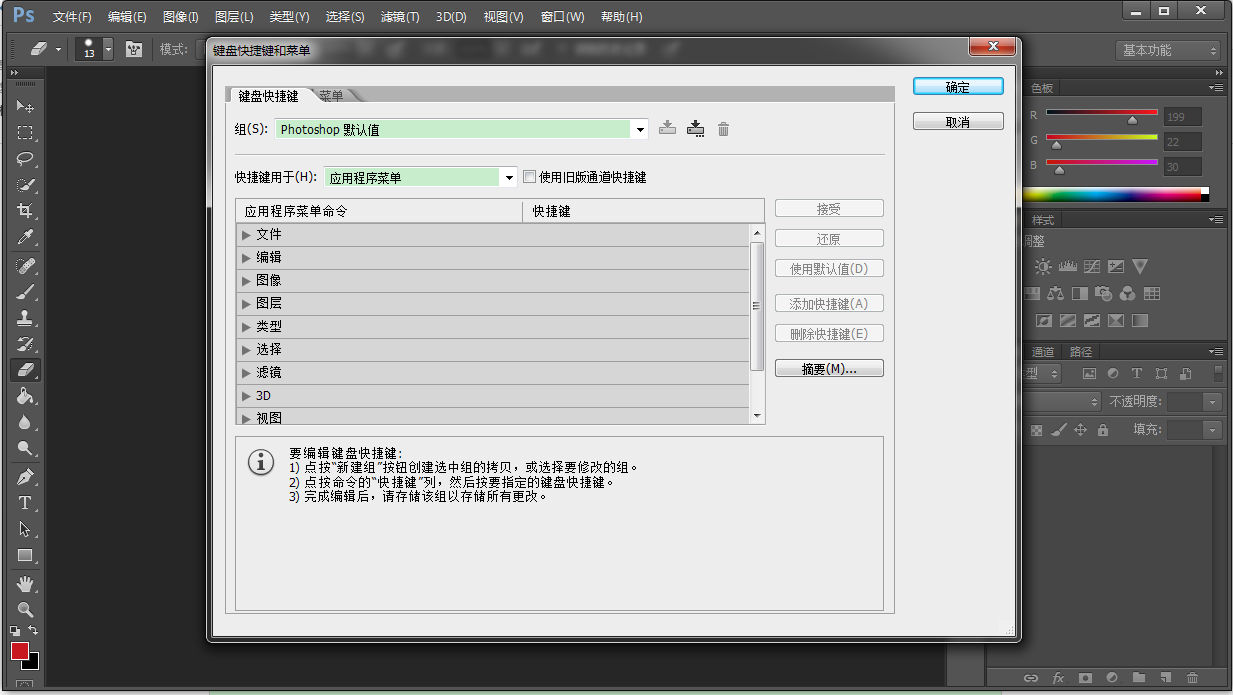 Ps 文件(F) 编辑(E) 图像(I) 图层(L) 类型(Y) 选择(S) 滤镜(T) 3D(D) 视图(V) 窗口(W) 帮助(H)
13 模式:
基本功能
键盘快捷键和菜单
键盘快捷键 菜单
确定
取消
组(S): Photoshop 默认值
快捷键用于(H): 应用程序菜单 使用旧版通道快捷键
应用程序菜单命令 快捷键
文件
编辑
图像
图层
类型
选择
滤镜
3D
视图
接受
还原
使用默认值(D)
添加快捷键(A)
删除快捷键(E)
摘要(M)...
要编辑键盘快捷键:
1) 点按“新建组”按钮创建选中组的拷贝，或选择要修改的组。
2) 点按命令的“快捷键”列，然后按要指定的键盘快捷键。
3) 完成编辑后，请存储该组以存储所有更改。
色板
R 199
G 22
B 30
样式
调整
通道 路径
型
不透明度:
填充:
T
fx